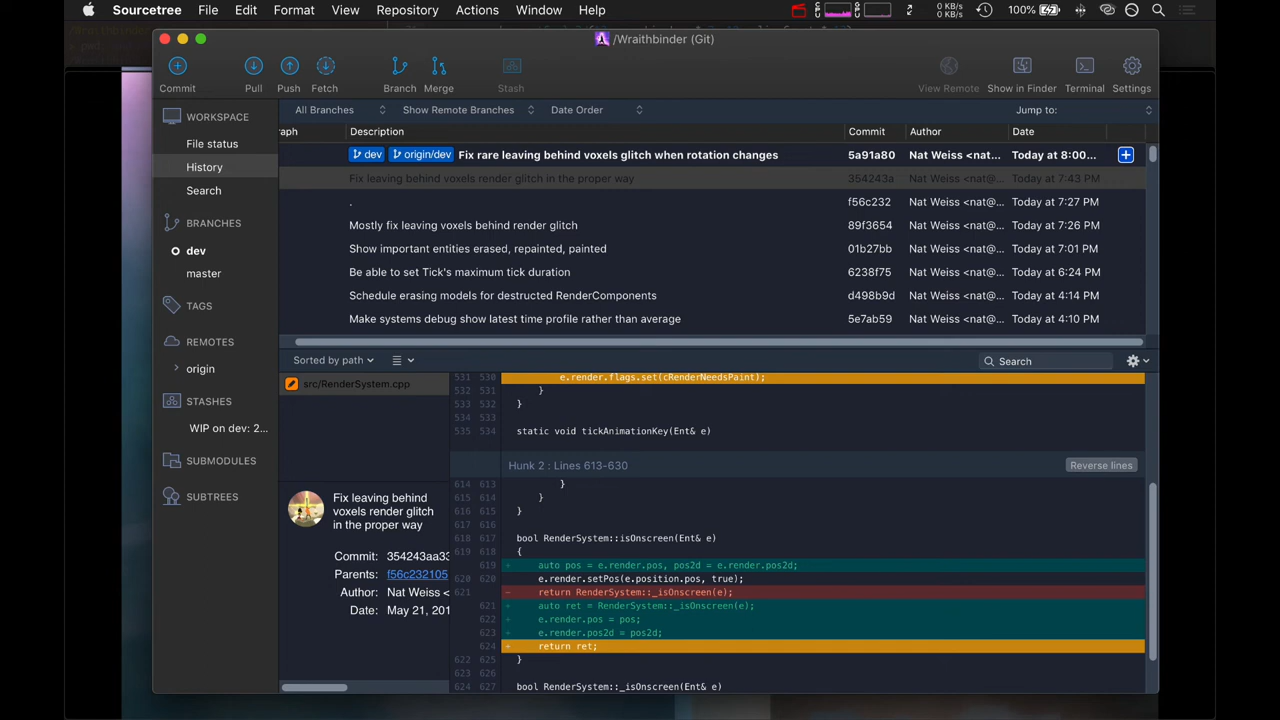 Sourcetree File Edit Format View Repository Actions Window Help 0 KB/s 0 KB/s 100%
/Wraithbinder (Git)
Commit Pull Push Fetch Branch Merge Stash View Remote Show in Finder Terminal Settings
All Branches Show Remote Branches Date Order Jump to:
WORKSPACE
File status
History
Search
BRANCHES
dev
master
TAGS
REMOTES
origin
STASHES
WIP on dev: 2...
SUBMODULES
SUBTREES
aph Description Commit Author Date
dev origin/dev Fix rare leaving behind voxels glitch when rotation changes 5a91a80 Nat Weiss <nat... Today at 8:00...
Fix leaving behind voxels render glitch in the proper way 354243a Nat Weiss <nat@... Today at 7:43 PM
. f56c232 Nat Weiss <nat@... Today at 7:27 PM
Mostly fix leaving voxels behind render glitch 89f3654 Nat Weiss <nat@... Today at 7:26 PM
Show important entities erased, repainted, painted 01b27bb Nat Weiss <nat@... Today at 7:01 PM
Be able to set Tick's maximum tick duration 6238f75 Nat Weiss <nat@... Today at 6:24 PM
Schedule erasing models for destructed RenderComponents d498b9d Nat Weiss <nat@... Today at 4:14 PM
Make systems debug show latest time profile rather than average 5e7ab59 Nat Weiss <nat@... Today at 4:10 PM
Sorted by path Search
src/RenderSystem.cpp
Fix leaving behind
voxels render glitch
in the proper way
Commit: 354243aa33
Parents: f56c232105
Author: Nat Weiss <
Date: May 21, 201
531 530 e.render.flags.set(cRenderNeedsPaint);
532 531 }
533 532 }
534 533
535 534 static void tickAnimationKey(Ent& e)
Hunk 2 : Lines 613-630 Reverse lines
614 613 }
615 614 }
616 615 }
617 616
618 617 bool RenderSystem::isOnscreen(Ent& e)
619 618 {
619 + auto pos = e.render.pos, pos2d = e.render.pos2d;
620 620 e.render.setPos(e.position.pos, true);
621 - return RenderSystem::_isOnscreen(e);
621 + auto ret = RenderSystem::_isOnscreen(e);
622 + e.render.pos = pos;
623 + e.render.pos2d = pos2d;
624 + return ret;
622 625 }
623 626
624 627 bool RenderSystem::_isOnscreen(Ent& e)